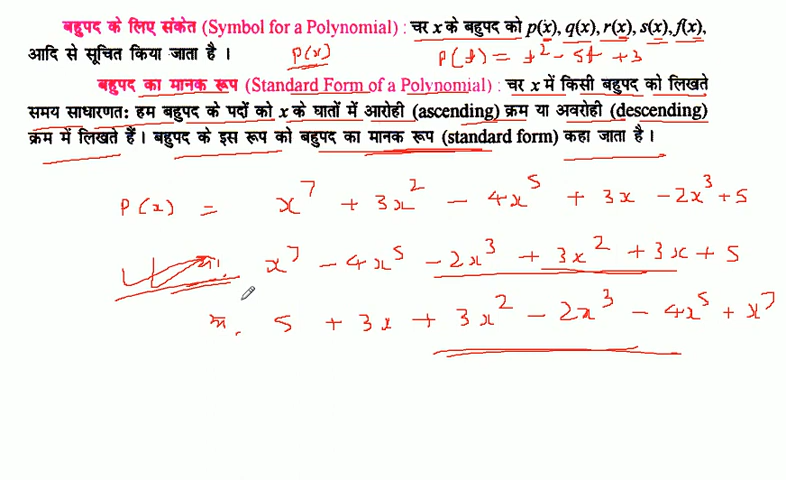 बहुपद के लिए संकेत (Symbol for a Polynomial) : चर x के बहुपद को p(x), q(x), r(x), s(x), f(x),
आदि से सूचित किया जाता है । P(x) P(t) = t² - 5t + 3
बहुपद का मानक रूप (Standard Form of a Polynomial) : चर x में किसी बहुपद को लिखते
समय साधारणत: हम बहुपद के पदों को x के घातों में आरोही (ascending) क्रम या अवरोही (descending)
क्रम में लिखते हैं। बहुपद के इस रूप को बहुपद का मानक रूप (standard form) कहा जाता है ।
P(x) = x⁷ + 3x² - 4x⁵ + 3x - 2x³ + 5
x⁷ - 4x⁵ - 2x³ + 3x² + 3x + 5
5 + 3x + 3x² - 2x³ - 4x⁵ + x⁷